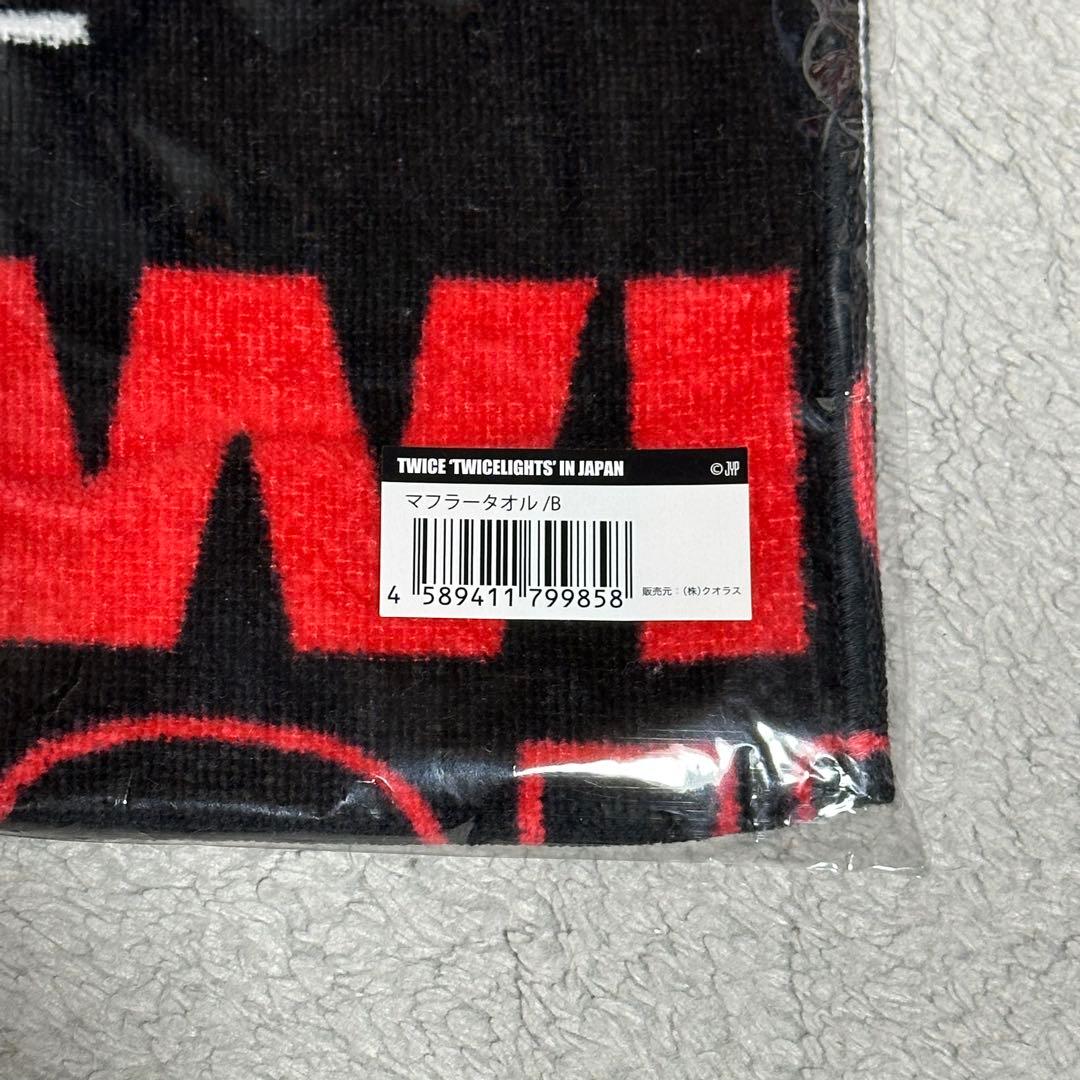 TWICE ‘TWICELIGHTS’ IN JAPAN
© JYP
マフラータオル /B
4 589411 799858
販売元：(株)クオラス
WI